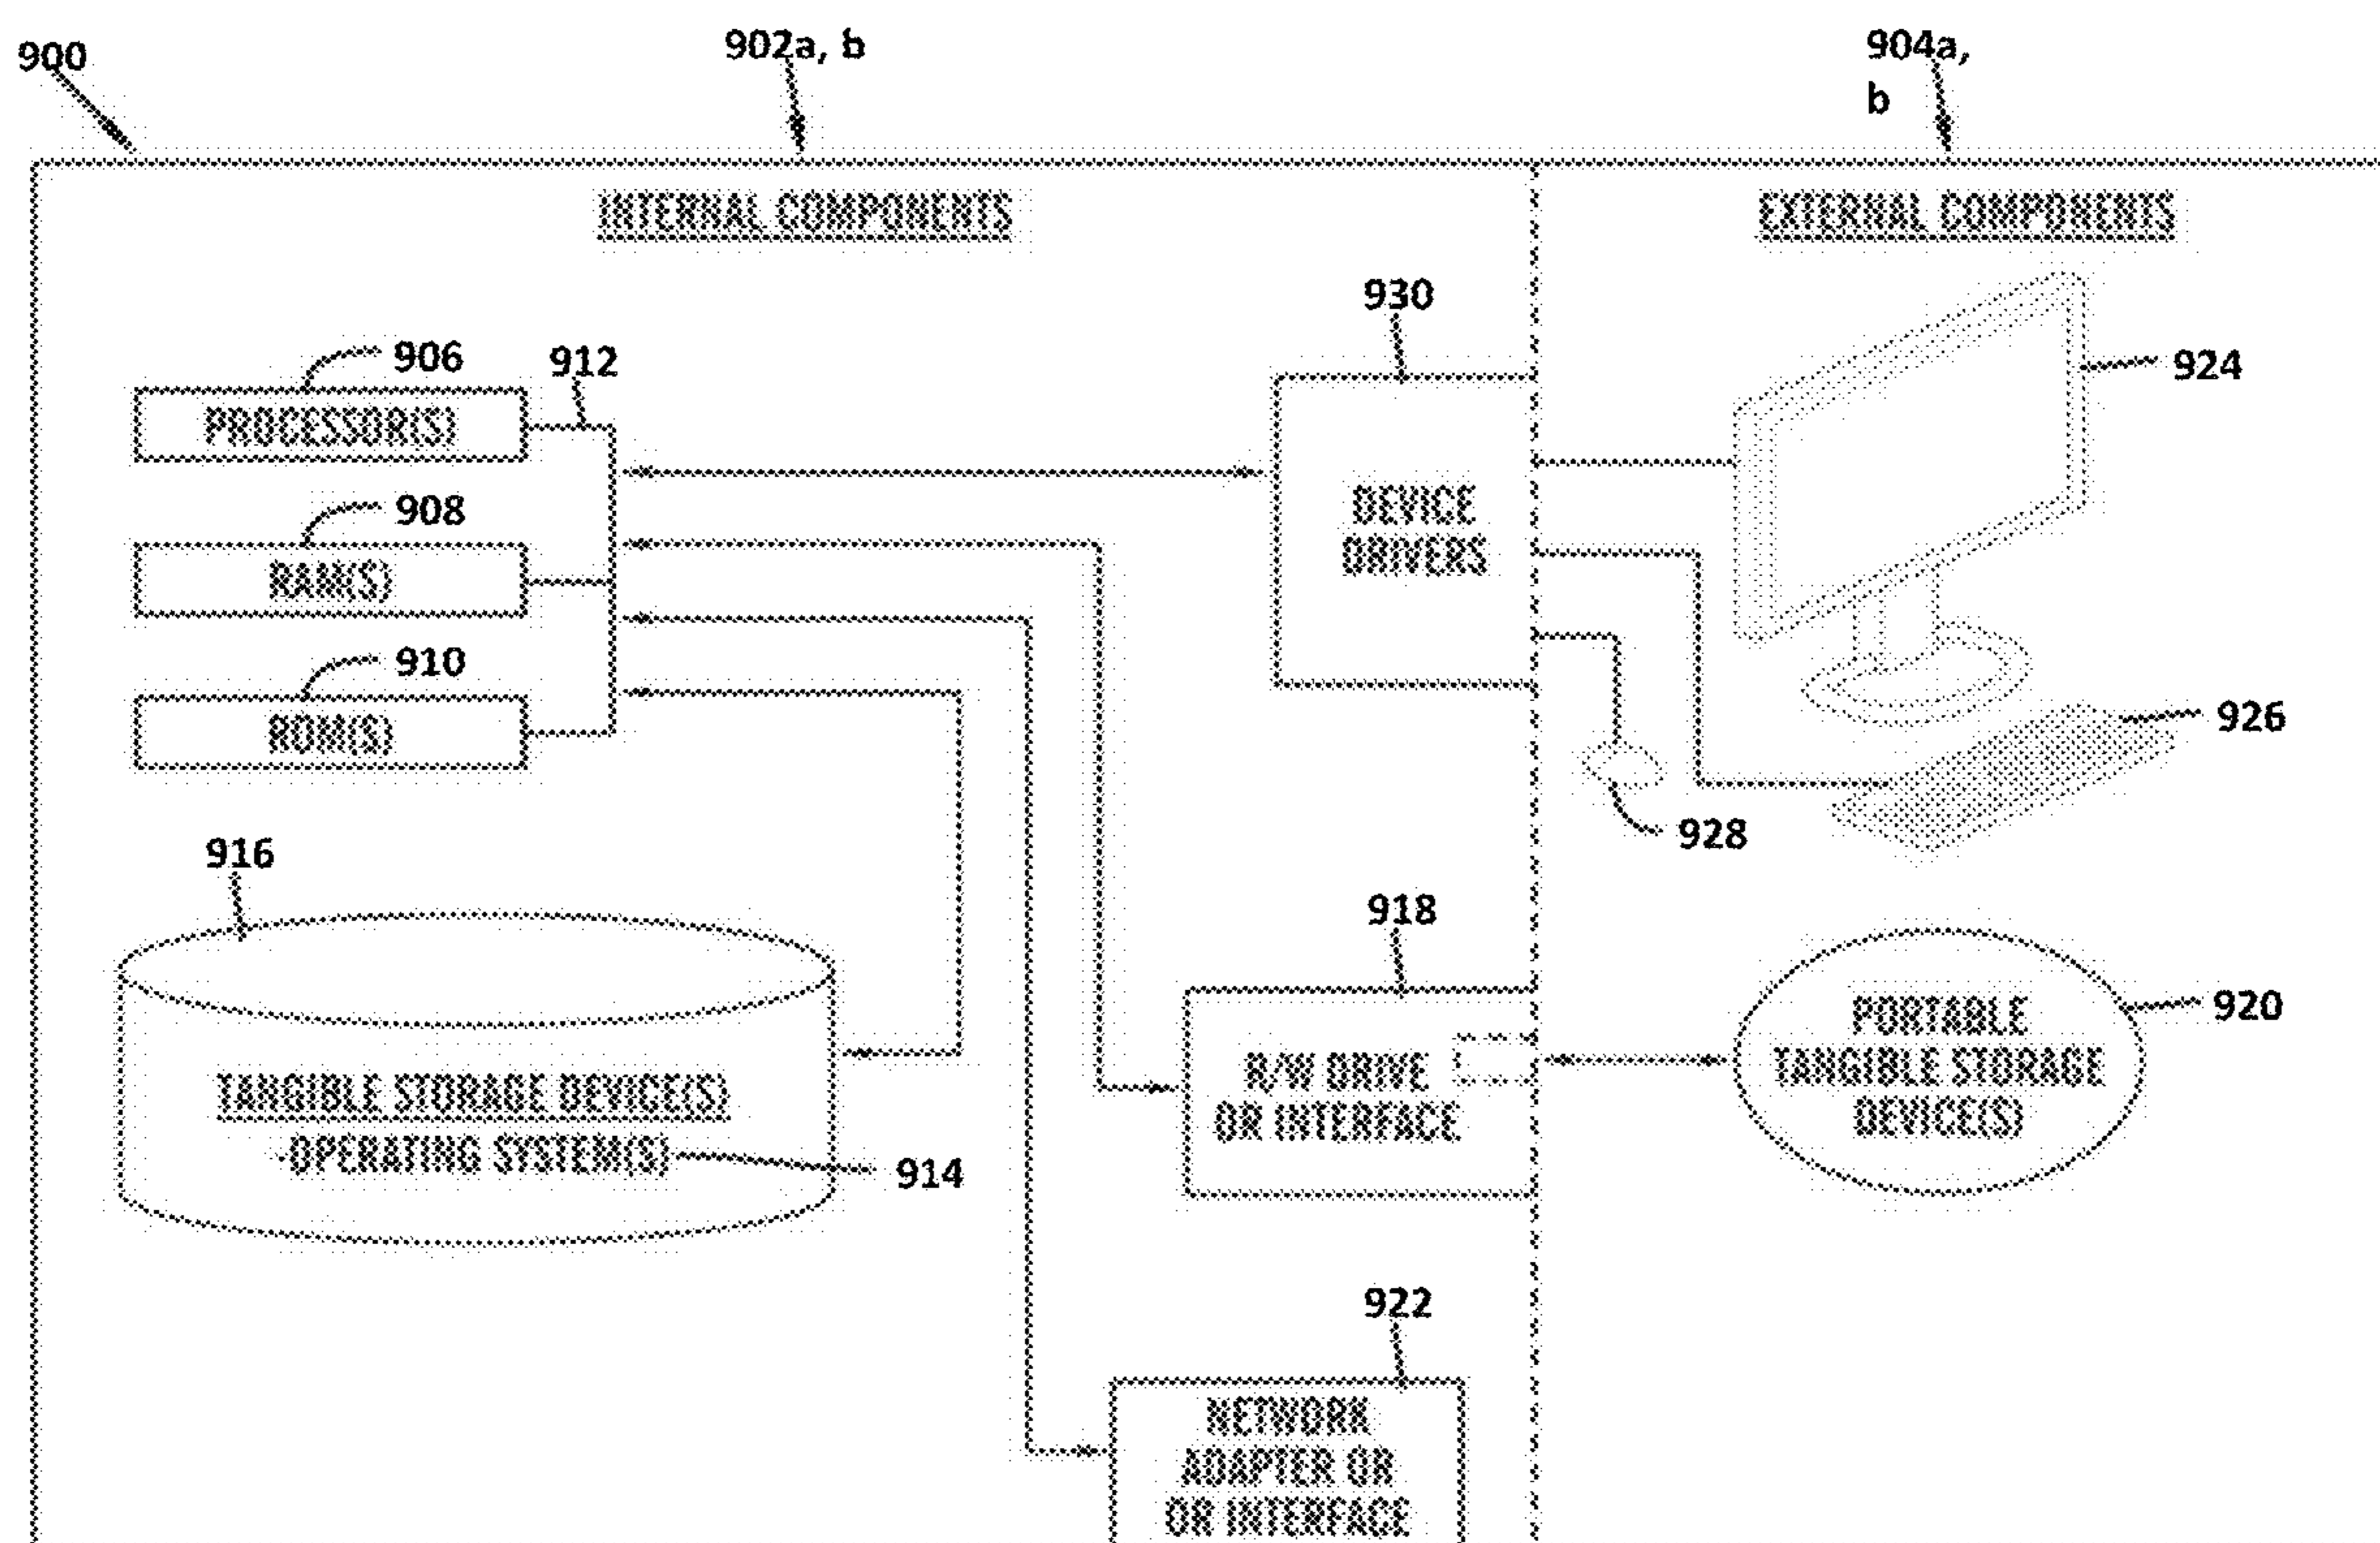 900
902a, b
904a,
b
INTERNAL COMPONENTS
EXTERNAL COMPONENTS
930
924
906
912
PROCESSOR(S)
908
DEVICE
DRIVERS
RAM(S)
910
ROM(S)
926
928
916
918
920
PORTABLE
TANGIBLE STORAGE
DEVICE(S)
R/W DRIVE
OR INTERFACE
TANGIBLE STORAGE DEVICE(S)
-OPERATING SYSTEM(S)
914
922
NETWORK
ADAPTER OR
OR INTERFACE